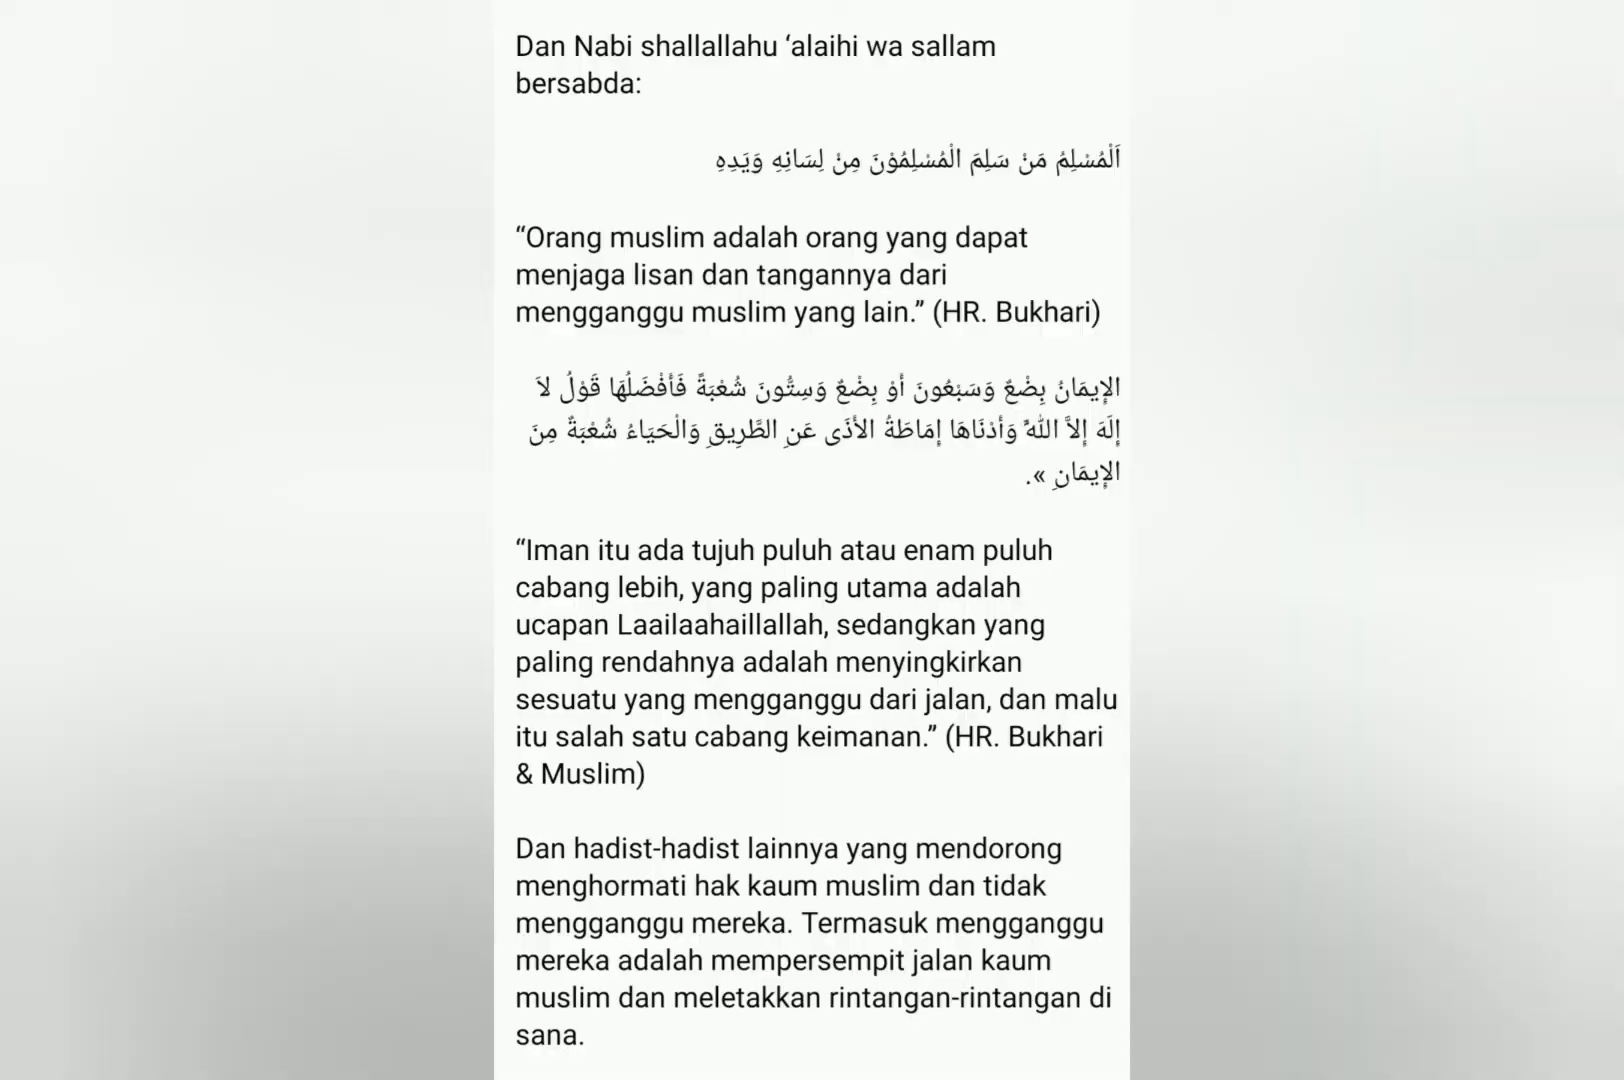 Dan Nabi shallallahu ‘alaihi wa sallam
bersabda:
اَلْمُسْلِمُ مَنْ سَلِمَ الْمُسْلِمُوْنَ مِنْ لِسَانِهِ وَيَدِهِ
“Orang muslim adalah orang yang dapat
menjaga lisan dan tangannya dari
mengganggu muslim yang lain.” (HR. Bukhari)
الإِيمَانُ بِضْعٌ وَسَبْعُونَ أَوْ بِضْعٌ وَسِتُّونَ شُعْبَةً فَأَفْضَلُهَا قَوْلُ لاَ
إِلَهَ إِلاَّ اللهُ وَأَدْنَاهَا إِمَاطَةُ الأَذَى عَنِ الطَّرِيقِ وَالْحَيَاءُ شُعْبَةٌ مِنَ
الإِيمَانِ ».
“Iman itu ada tujuh puluh atau enam puluh
cabang lebih, yang paling utama adalah
ucapan Laailaahaillallah, sedangkan yang
paling rendahnya adalah menyingkirkan
sesuatu yang mengganggu dari jalan, dan malu
itu salah satu cabang keimanan.” (HR. Bukhari
& Muslim)
Dan hadist-hadist lainnya yang mendorong
menghormati hak kaum muslim dan tidak
mengganggu mereka. Termasuk mengganggu
mereka adalah mempersempit jalan kaum
muslim dan meletakkan rintangan-rintangan di
sana.